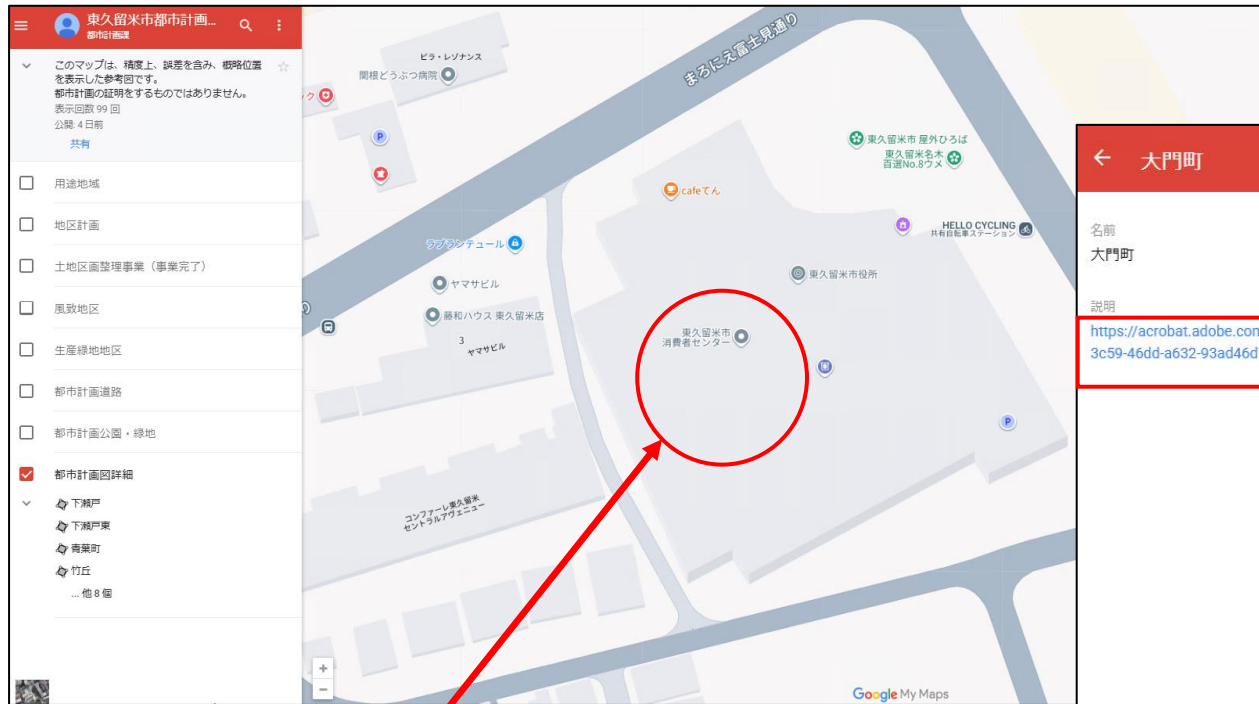 東久留米市都市計画...
都市計画課
このマップは、精度上、誤差を含み、概略位置
を表示した参考図です。
都市計画の証明をするものではありません。
表示回数 99 回
公開: 4 日前
共有
用途地域
地区計画
土地区画整理事業（事業完了）
風致地区
生産緑地地区
都市計画道路
都市計画公園・緑地
都市計画図詳細
下瀬戸
下瀬戸東
青葉町
竹丘
... 他 8 個
まろにえ富士見通り
ビラ・レゾナンス
関根どうぶつ病院
ック
P
東久留米市 屋外ひろば
東久留米名木
百選No.8ウメ
cafeてん
HELLO CYCLING
共有自転車ステーション
ラブランテュール
ヤマサビル
東久留米市役所
藤和ハウス 東久留米店
3
ヤマサビル
東久留米市
消費者センター
P
コンファーレ東久留米
セントラルアヴェニュー
+
−
Google My Maps
← 大門町
名前
大門町
説明
https://acrobat.adobe.con
3c59-46dd-a632-93ad46d